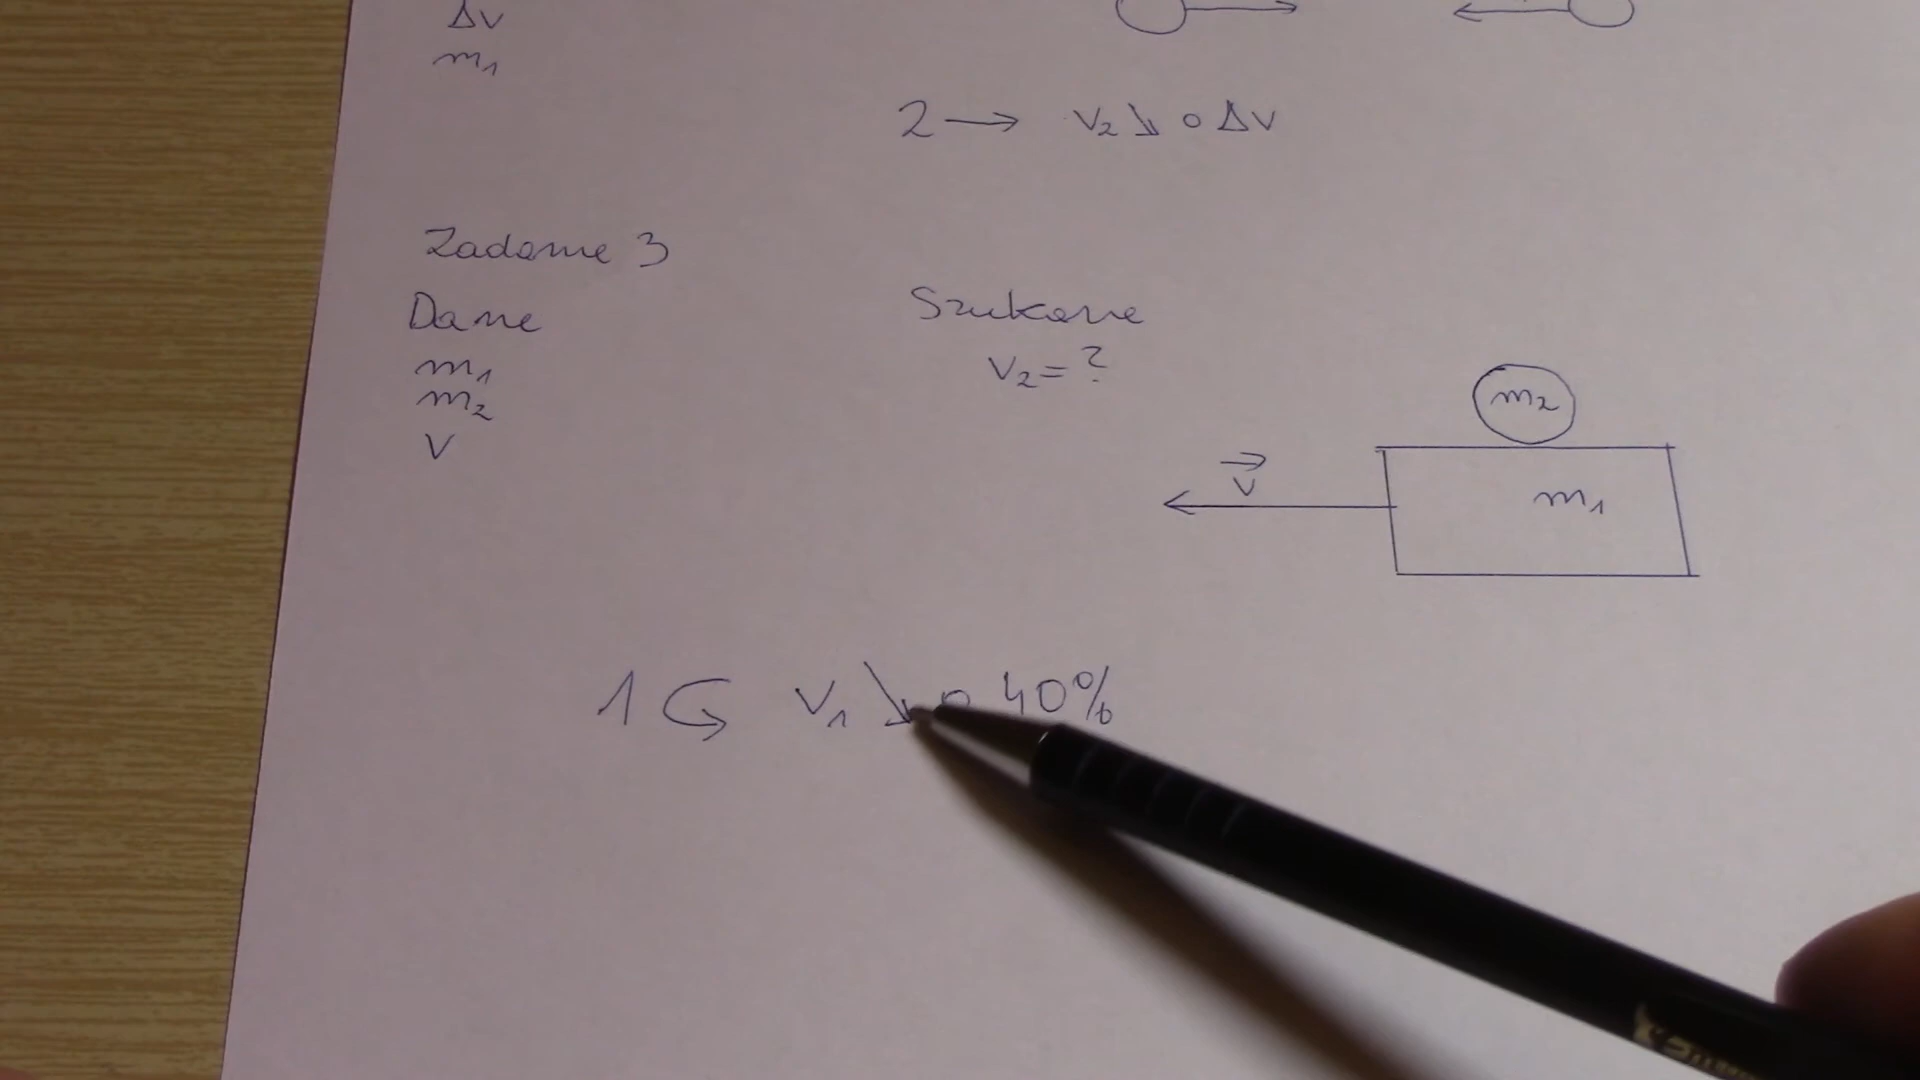 Δv
m₁
2 → v₂ ↘ o Δv
Zadanie 3
Dane
Szukane
m₁
v₂ = ?
m₂
v
m₂
v⃗
m₁
1 v₁ ↘ o 40%